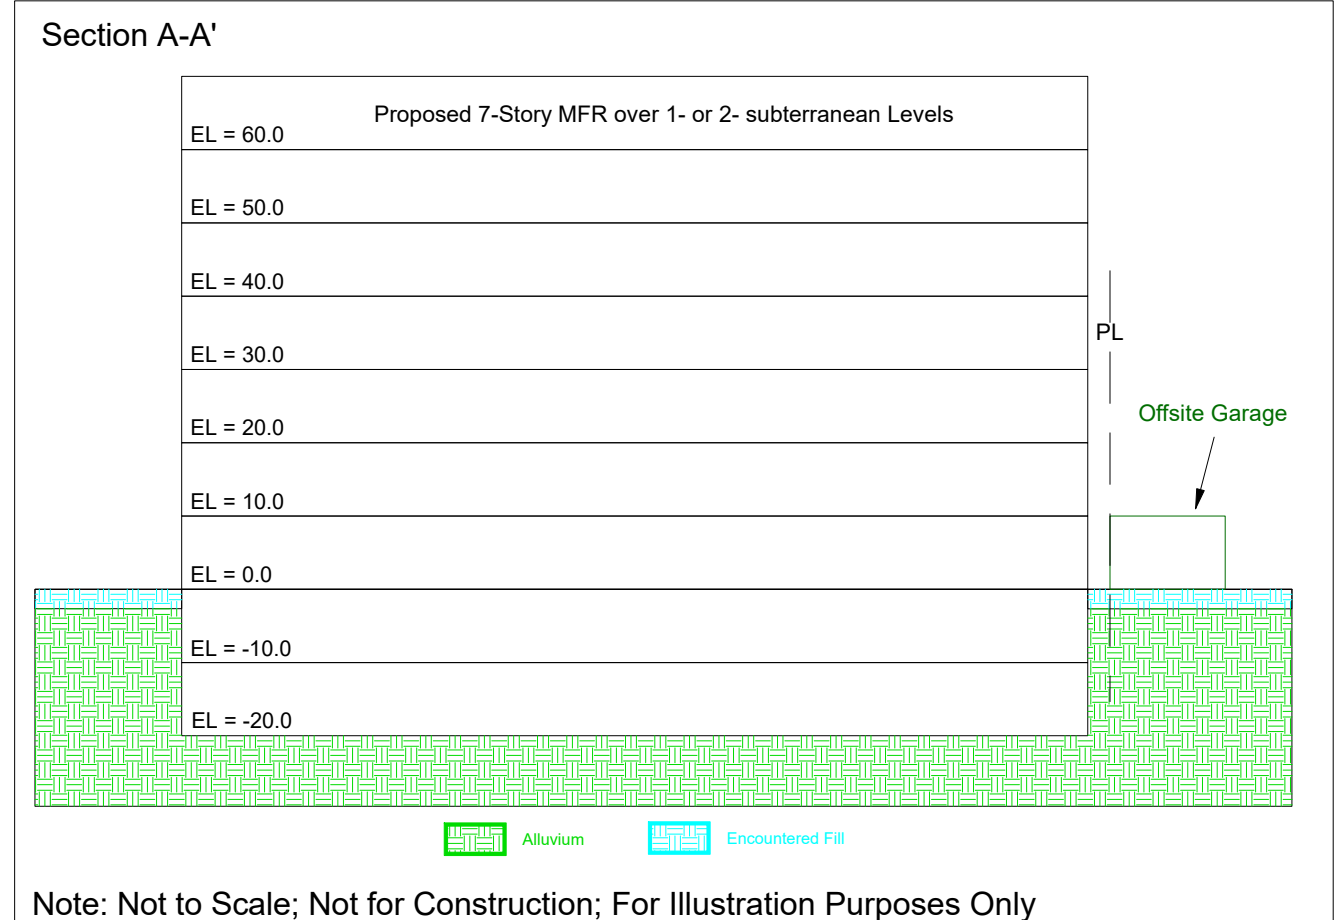 Section A-A'
Proposed 7-Story MFR over 1- or 2- subterranean Levels
EL = 60.0
EL = 50.0
EL = 40.0
EL = 30.0
PL
Offsite Garage
EL = 20.0
EL = 10.0
EL = 0.0
EL = -10.0
EL = -20.0
Alluvium
Encountered Fill
Note: Not to Scale; Not for Construction; For Illustration Purposes Only